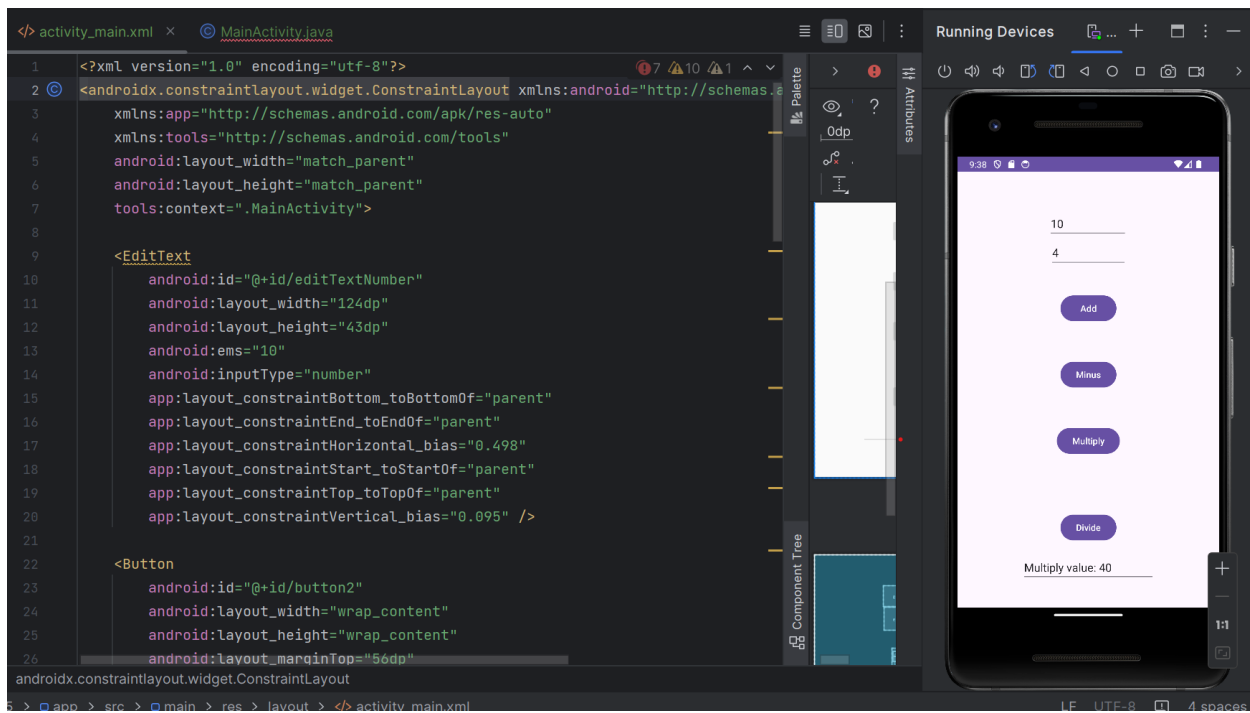 activity_main.xml
MainActivity.java
Running Devices
...
7 10 1
1 <?xml version="1.0" encoding="utf-8"?>
2 <androidx.constraintlayout.widget.ConstraintLayout xmlns:android="http://schemas.a
3 xmlns:app="http://schemas.android.com/apk/res-auto"
4 xmlns:tools="http://schemas.android.com/tools"
5 android:layout_width="match_parent"
6 android:layout_height="match_parent"
7 tools:context=".MainActivity">
8
9 <EditText
10 android:id="@+id/editTextNumber"
11 android:layout_width="124dp"
12 android:layout_height="43dp"
13 android:ems="10"
14 android:inputType="number"
15 app:layout_constraintBottom_toBottomOf="parent"
16 app:layout_constraintEnd_toEndOf="parent"
17 app:layout_constraintHorizontal_bias="0.498"
18 app:layout_constraintStart_toStartOf="parent"
19 app:layout_constraintTop_toTopOf="parent"
20 app:layout_constraintVertical_bias="0.095" />
21
22 <Button
23 android:id="@+id/button2"
24 android:layout_width="wrap_content"
25 android:layout_height="wrap_content"
26 android:layout_marginTop="56dp"
Palette
Component Tree
0dp
Attributes
9:38
10
4
Add
Minus
Multiply
Divide
Multiply value: 40
1:1
androidx.constraintlayout.widget.ConstraintLayout
5 > app > src > main > res > layout > </> activity_main.xml
LF UTF-8 4 spaces